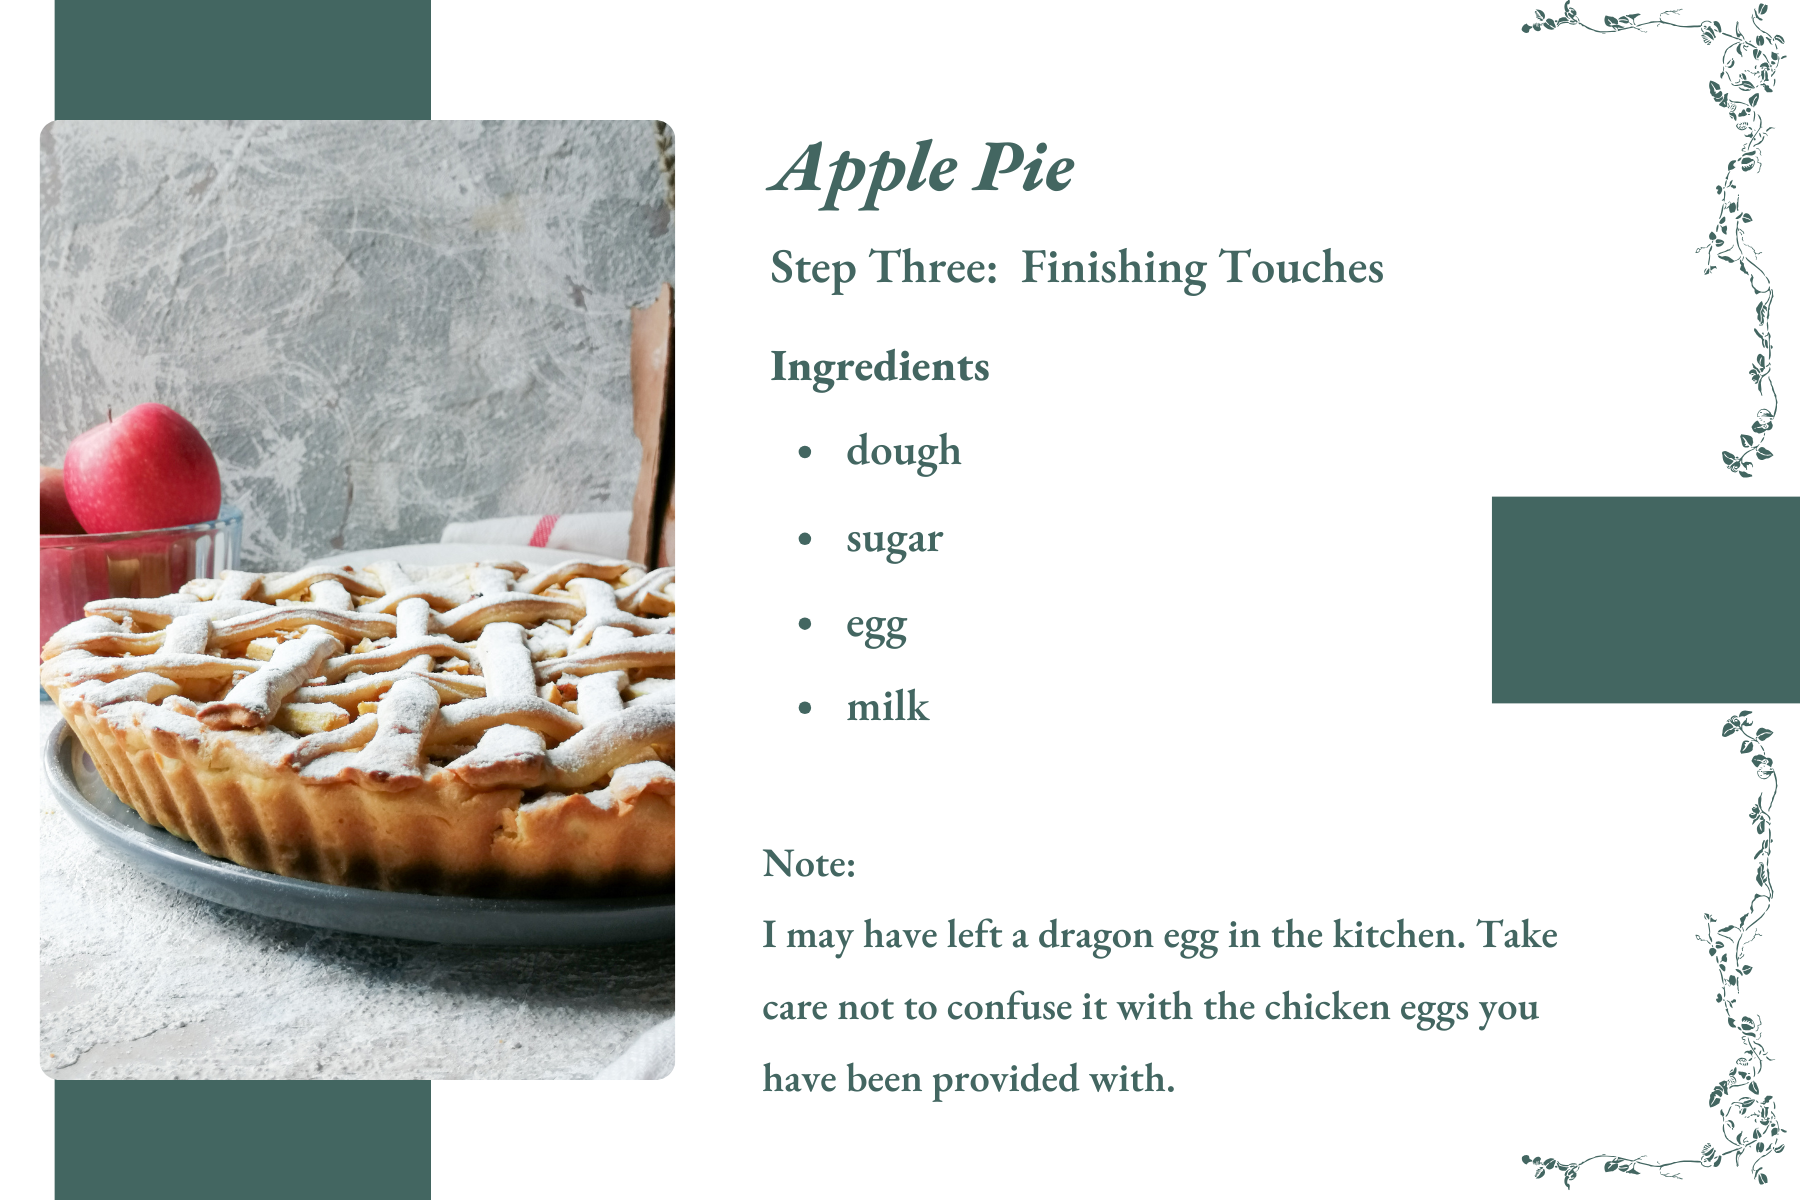 Apple Pie
Step Three: Finishing Touches
Ingredients
• dough
• sugar
• egg
• milk
Note:
I may have left a dragon egg in the kitchen. Take
care not to confuse it with the chicken eggs you
have been provided with.